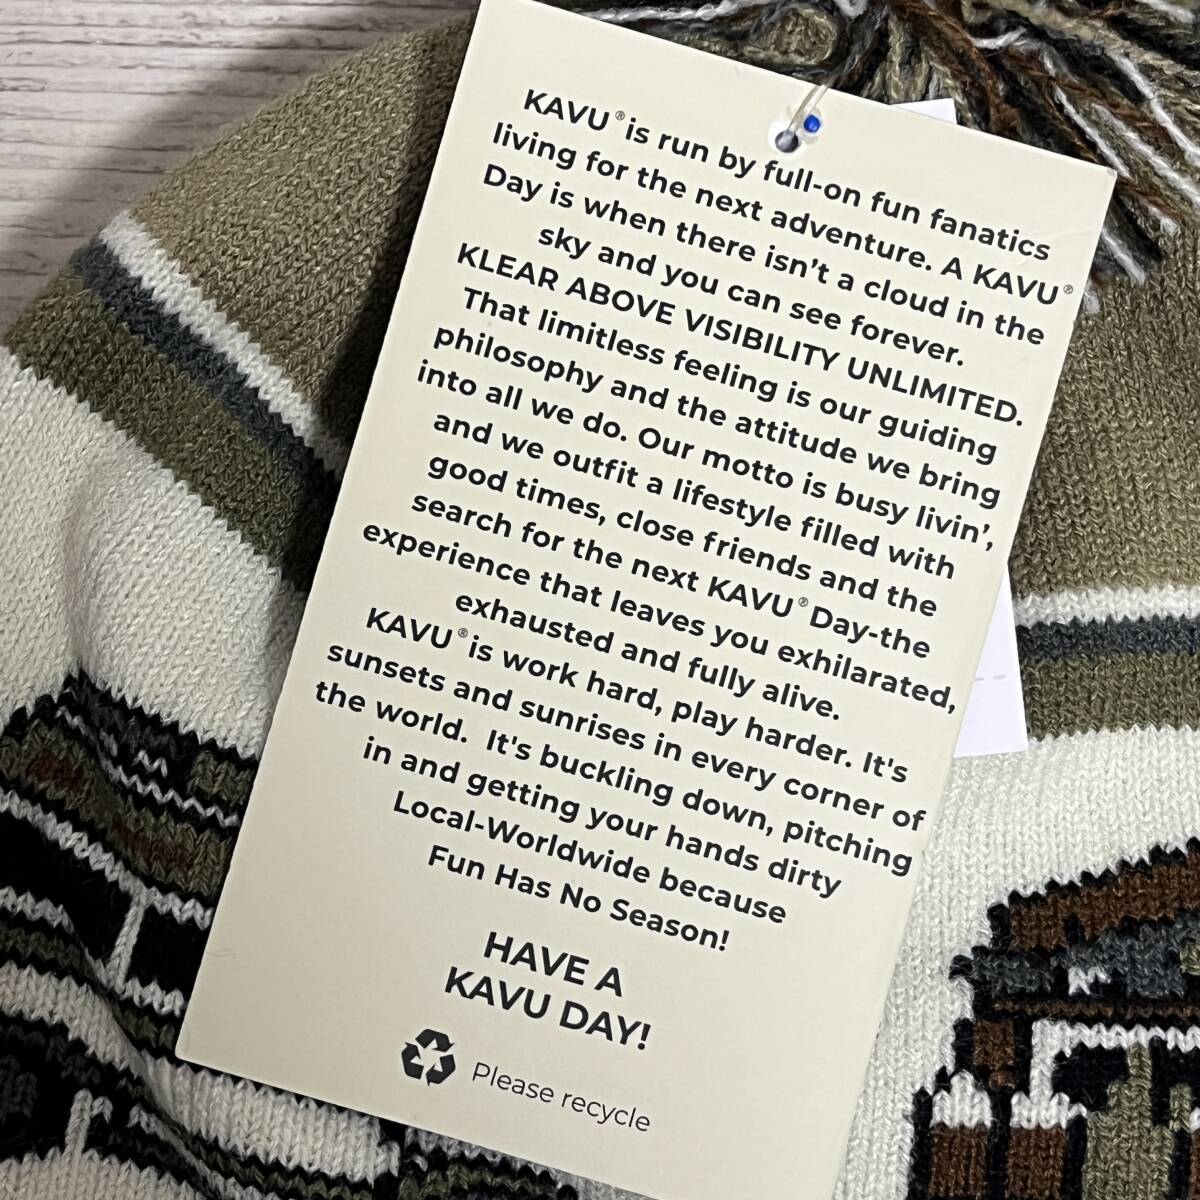 KAVU® is run by full-on fun fanatics
living for the next adventure. A KAVU®
Day is when there isn't a cloud in the
sky and you can see forever.
KLEAR ABOVE VISIBILITY UNLIMITED.
That limitless feeling is our guiding
philosophy and the attitude we bring
into all we do. Our motto is busy livin',
and we outfit a lifestyle filled with
good times, close friends and the
search for the next KAVU® Day-the
experience that leaves you exhilarated,
exhausted and fully alive.
KAVU® is work hard, play harder. It's
sunsets and sunrises in every corner of
the world. It's buckling down, pitching
in and getting your hands dirty
Local-Worldwide because
Fun Has No Season!
HAVE A
KAVU DAY!
Please recycle